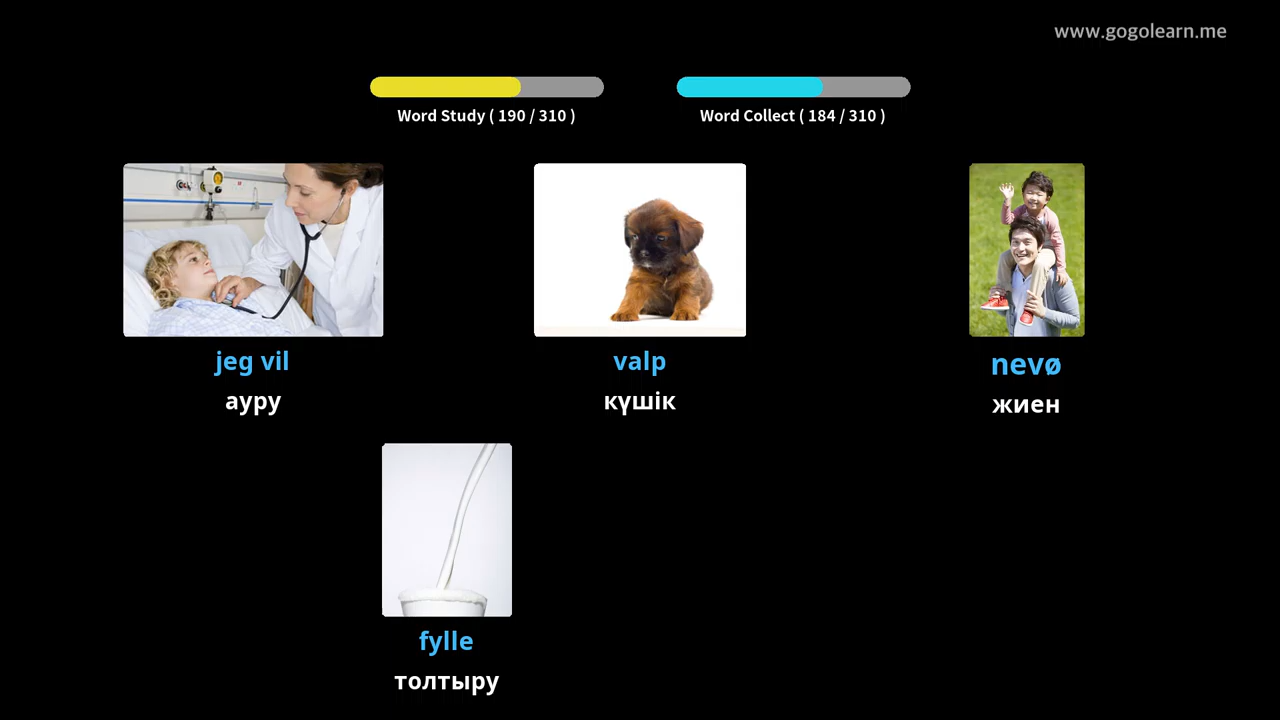 www.gogolearn.me
Word Study ( 190 / 310 )
Word Collect ( 184 / 310 )
jeg vil
ауру
valp
күшік
nevø
жиен
fylle
толтыру